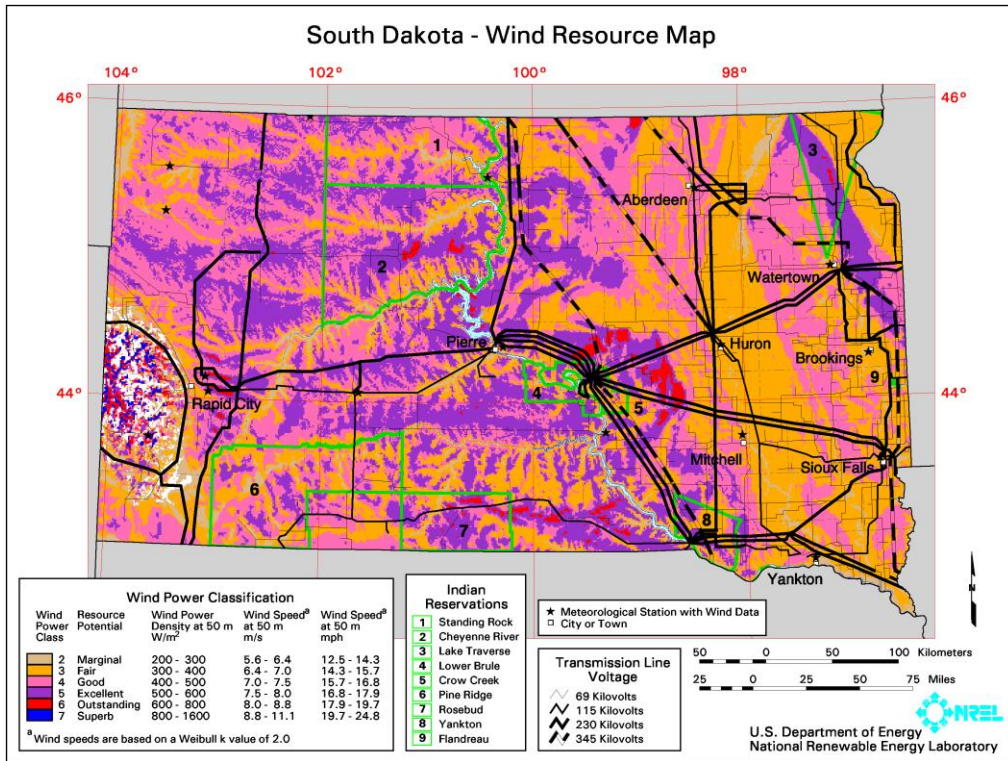 South Dakota - Wind Resource Map
104° 102° 100° 98°
46° 46°
1
3
Aberdeen
2
Watertown
Pierre
Huron
Brookings
44° 44°
4
9
Rapid City
5
Mitchell
Sioux Falls
6
7
8
Yankton
Wind Power Classification
Wind Power Class Resource Potential Wind Power Density at 50 m W/m² Wind Speedª at 50 m m/s Wind Speedª at 50 m mph
2 Marginal 200 - 300 5.6 - 6.4 12.5 - 14.3
3 Fair 300 - 400 6.4 - 7.0 14.3 - 15.7
4 Good 400 - 500 7.0 - 7.5 15.7 - 16.8
5 Excellent 500 - 600 7.5 - 8.0 16.8 - 17.9
6 Outstanding 600 - 800 8.0 - 8.8 17.9 - 19.7
7 Superb 800 - 1600 8.8 - 11.1 19.7 - 24.8
ª Wind speeds are based on a Weibull k value of 2.0
Indian
Reservations
1 Standing Rock
2 Cheyenne River
3 Lake Traverse
4 Lower Brule
5 Crow Creek
6 Pine Ridge
7 Rosebud
8 Yankton
9 Flandreau
★ Meteorological Station with Wind Data
City or Town
Transmission Line
Voltage
69 Kilovolts
115 Kilovolts
230 Kilovolts
345 Kilovolts
N
50 0 50 100 Kilometers
25 0 25 50 75 Miles
NREL
U.S. Department of Energy
National Renewable Energy Laboratory